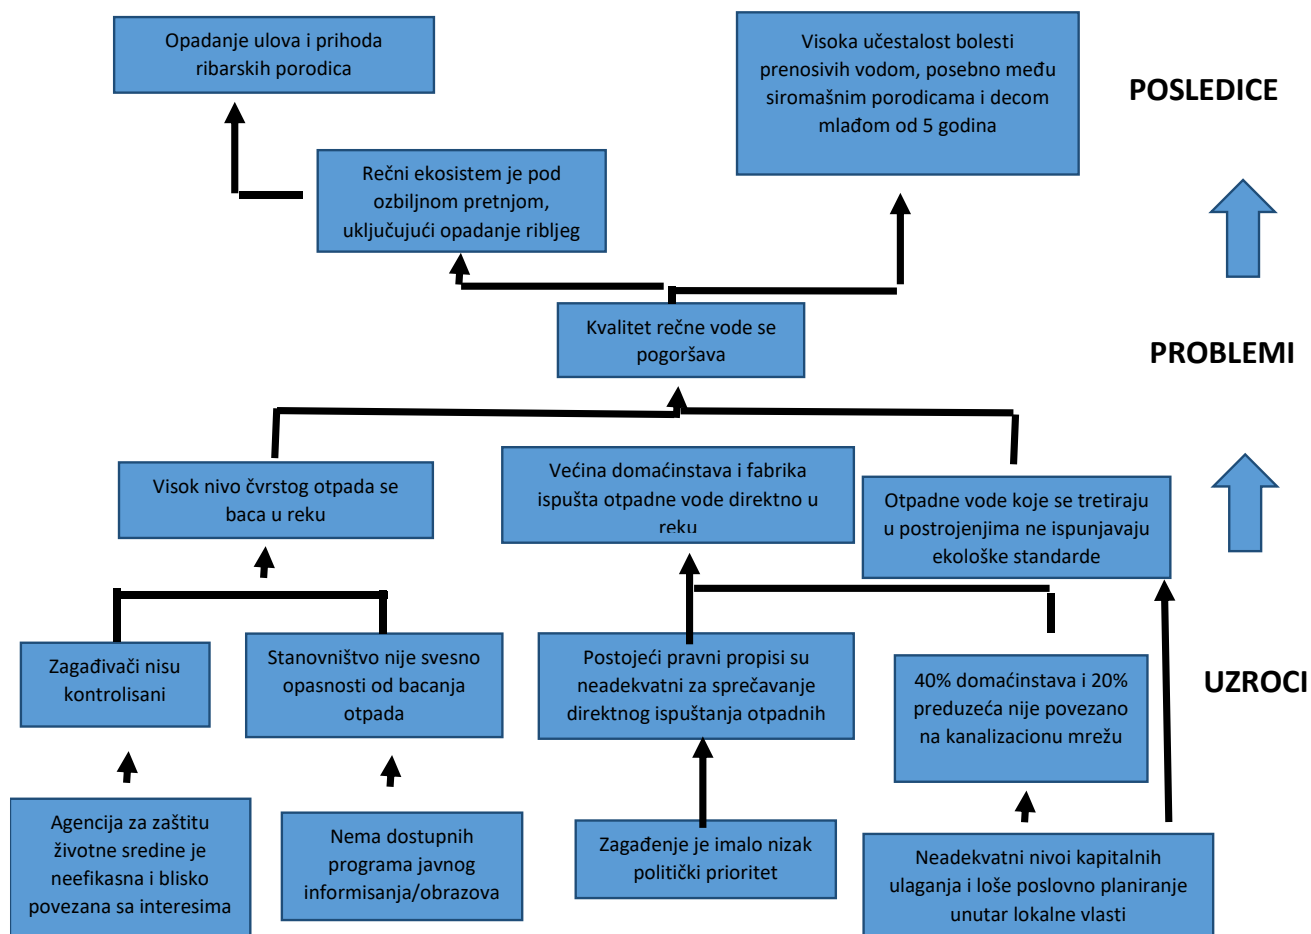 Opadanje ulova i prihoda
ribarskih porodica
Visoka učestalost bolesti
prenosivih vodom, posebno među
siromašnim porodicama i decom
mlađom od 5 godina
POSLEDICE
Rečni ekosistem je pod
ozbiljnom pretnjom,
uključujući opadanje ribljeg
Kvalitet rečne vode se
pogoršava
PROBLEMI
Visok nivo čvrstog otpada se
baca u reku
Većina domaćinstava i fabrika
ispušta otpadne vode direktno u
reku
Otpadne vode koje se tretiraju
u postrojenjima ne ispunjavaju
ekološke standarde
Zagađivači nisu
kontrolisani
Stanovništvo nije svesno
opasnosti od bacanja
otpada
Postojeći pravni propisi su
neadekvatni za sprečavanje
direktnog ispuštanja otpadnih
40% domaćinstava i 20%
preduzeća nije povezano
na kanalizacionu mrežu
UZROCI
Agencija za zaštitu
životne sredine je
neefikasna i blisko
povezana sa interesima
Nema dostupnih
programa javnog
informisanja/obrazova
Zagađenje je imalo nizak
politički prioritet
Neadekvatni nivoi kapitalnih
ulaganja i loše poslovno planiranje
unutar lokalne vlasti